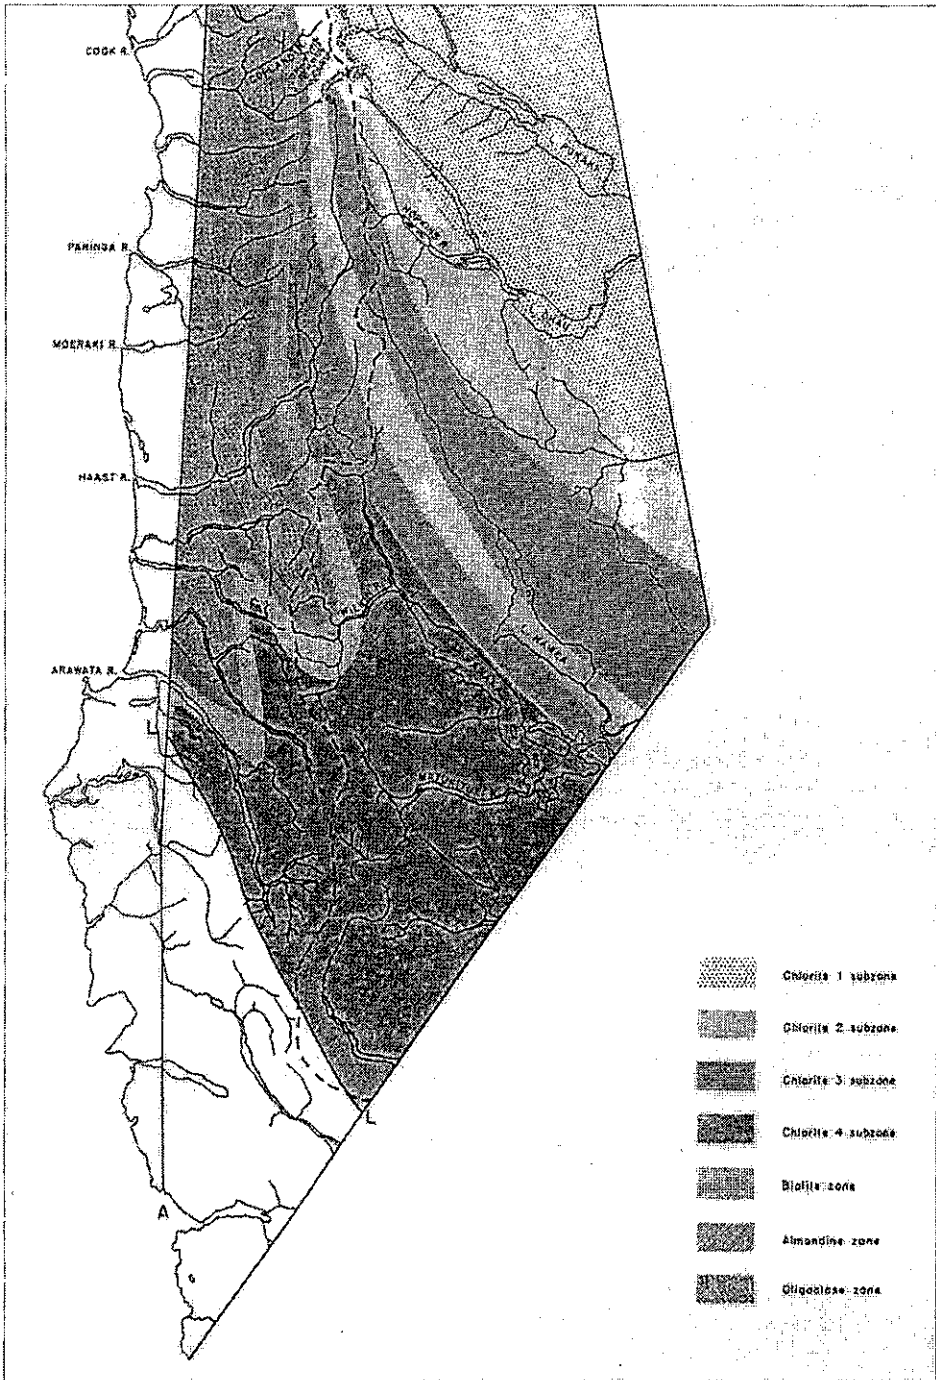 COOK R.
PARINGA R.
MOERAKI R.
HAAST R.
ARAWATA R.
HAWEA
L
L
A
Chlorite 1 subzone
Chlorite 2 subzone
Chlorite 3 subzone
Chlorite 4 subzone
Biotite zone
Almandine zone
Oligoclase zone